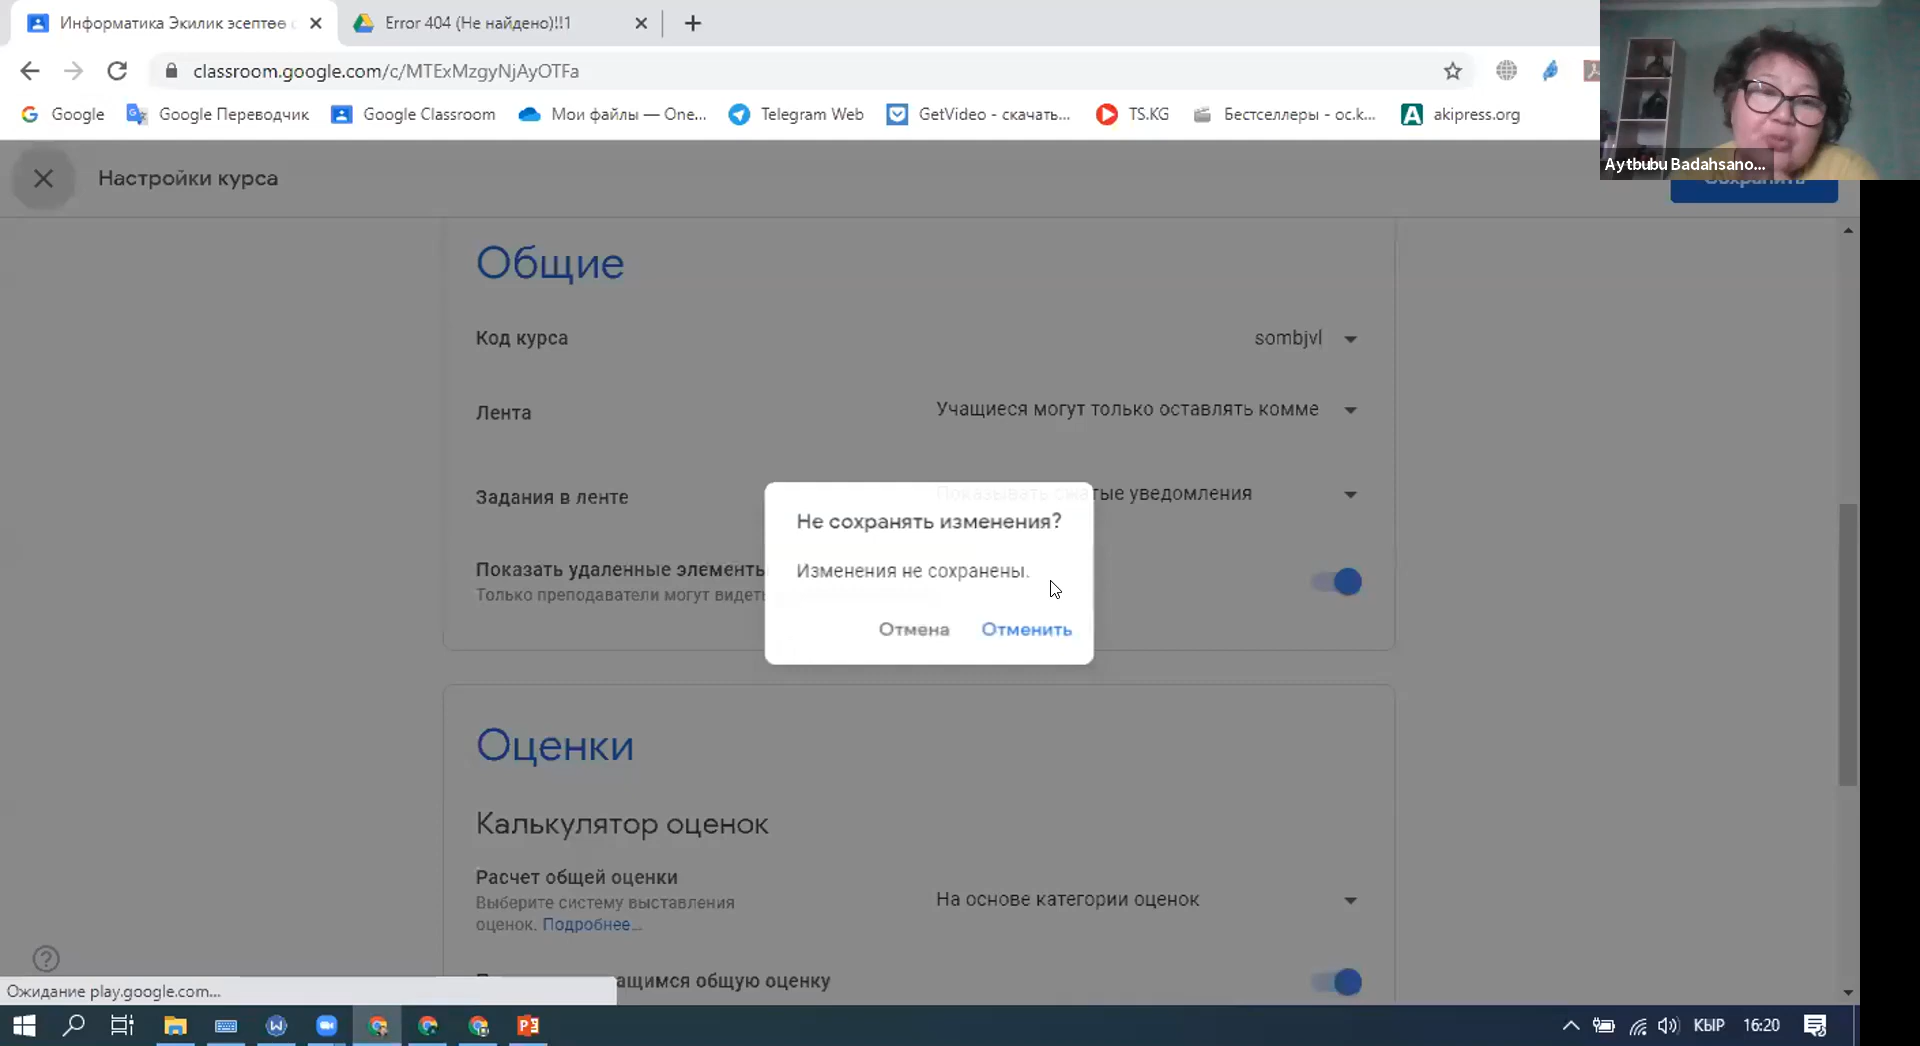 Информатика Экилик эсептөө с
Error 404 (Не найдено)!!1
classroom.google.com/c/MTExMzgyNjAyOTFa
Google
Google Переводчик
Google Classroom
Мои файлы — One...
Telegram Web
GetVideo - скачать...
TS.KG
Бестселлеры - ос.k...
akipress.org
Aytbubu Badahsano...
Настройки курса
Сохранить
Общие
Код курса
sombjvl
Лента
Учащиеся могут только оставлять комме
Задания в ленте
Показывать сжатые уведомления
Показать удаленные элементы
Только преподаватели могут видеть
Не сохранять изменения?
Изменения не сохранены.
Отмена
Отменить
Оценки
Калькулятор оценок
Расчет общей оценки
Выберите систему выставления
оценок. Подробнее...
На основе категории оценок
ащимся общую оценку
Ожидание play.google.com...
КЫР
16:20